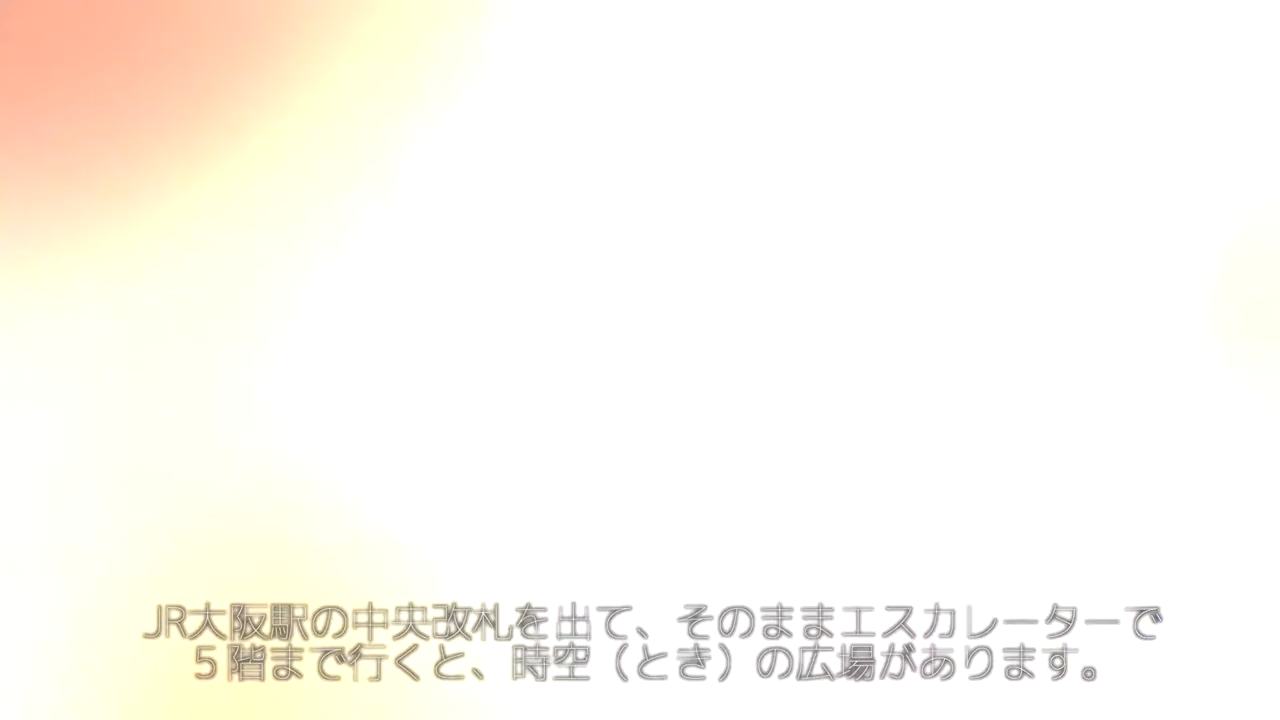 JR大阪駅の中央改札を出て、そのままエスカレーターで
５階まで行くと、時空（とき）の広場があります。